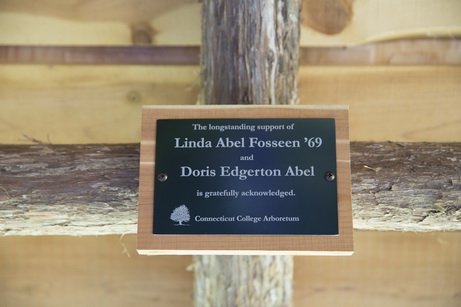 The longstanding support of
Linda Abel Fosseen ’69
and
Doris Edgerton Abel
is gratefully acknowledged.
Connecticut College Arboretum